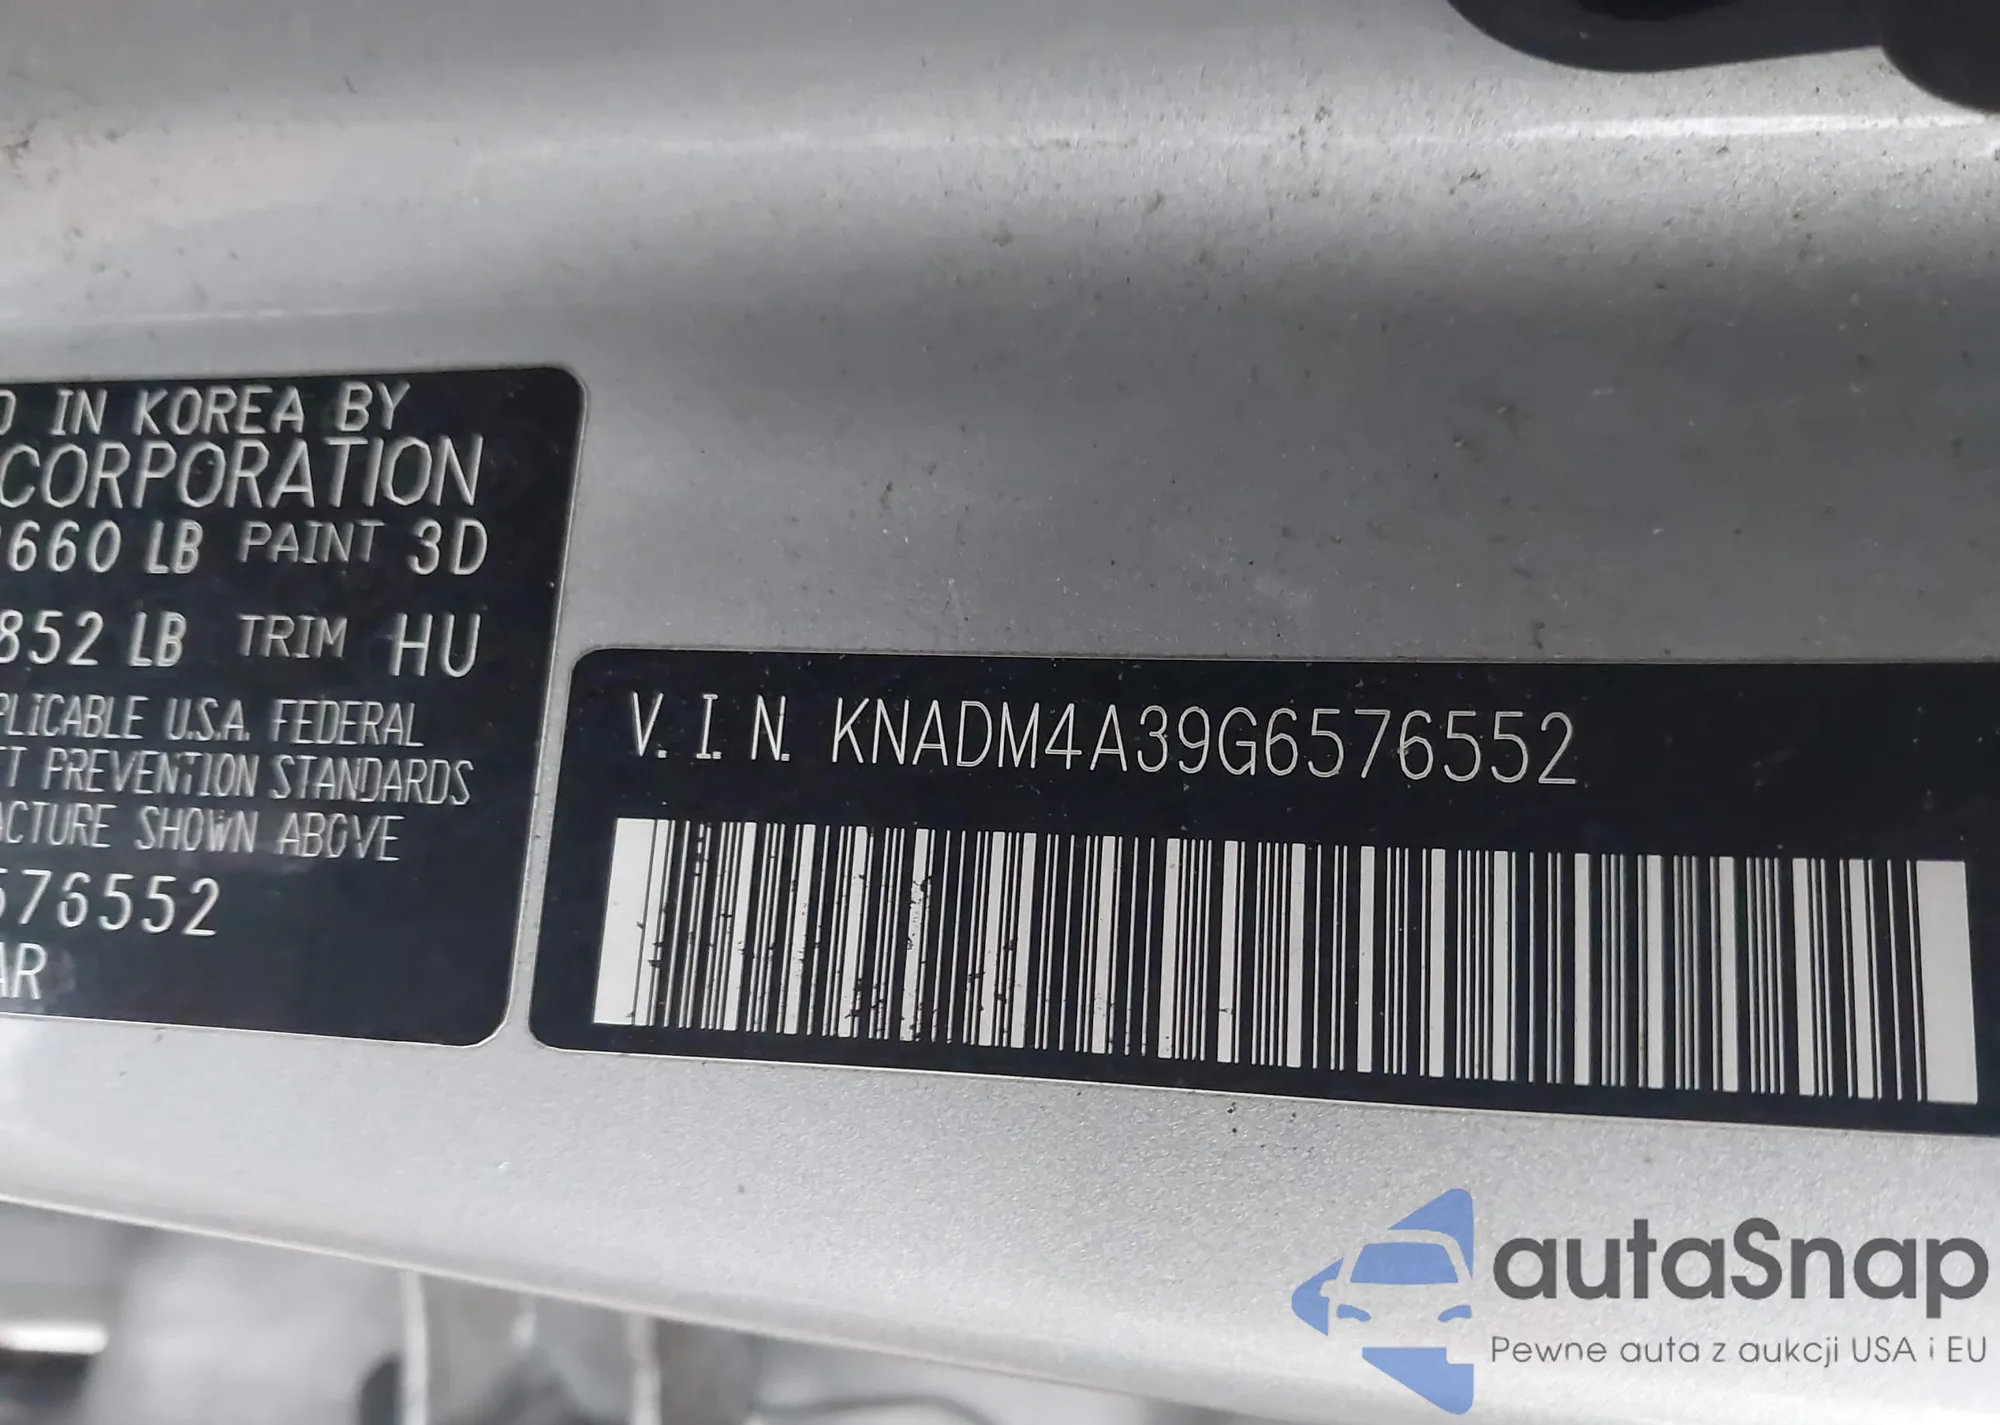 D IN KOREA BY
CORPORATION
660 LB PAINT 3D
852 LB TRIM HU
PLICABLE U.S.A. FEDERAL
FT PREVENTION STANDARDS
ACTURE SHOWN ABOVE
576552
AR
V. I. N. KNADM4A39G6576552
autaSnap
Pewne auta z aukcji USA i EU